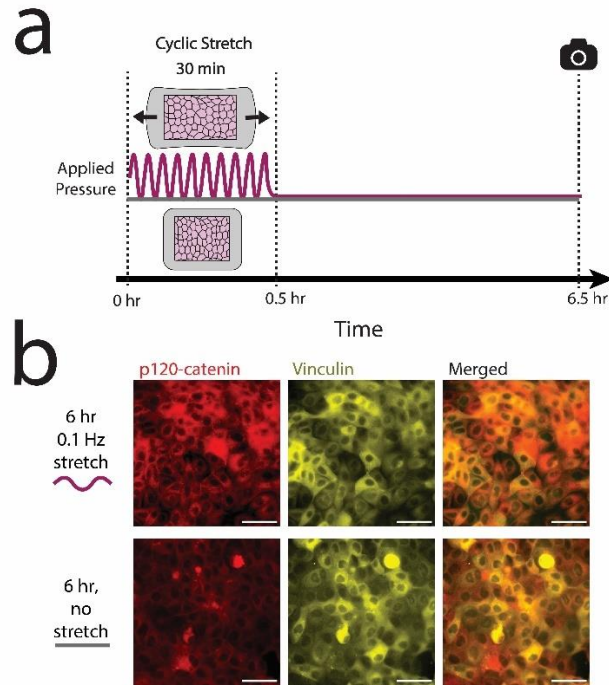 a
Cyclic Stretch
30 min
Applied
Pressure
0 hr
0.5 hr
6.5 hr
Time
b
p120-catenin
Vinculin
Merged
6 hr
0.1 Hz
stretch
6 hr,
no
stretch